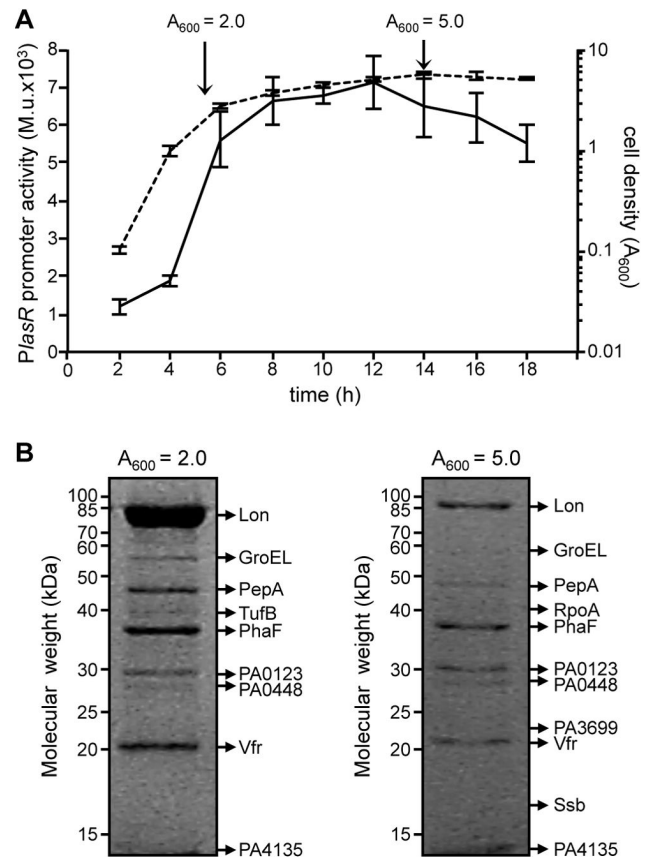 A
A600 = 2.0
A600 = 5.0
PlasR promoter activity (M.u.x10³)
8
7
6
5
4
3
2
1
0
10
1
0.1
0.01
cell density (A600)
0 2 4 6 8 10 12 14 16 18
time (h)
B
A600 = 2.0
Molecular weight (kDa)
100
85
70
60
50
40
30
25
20
15
Lon
GroEL
PepA
TufB
PhaF
PA0123
PA0448
Vfr
PA4135
A600 = 5.0
Molecular weight (kDa)
100
85
70
60
50
40
30
25
20
15
Lon
GroEL
PepA
RpoA
PhaF
PA0123
PA0448
PA3699
Vfr
Ssb
PA4135